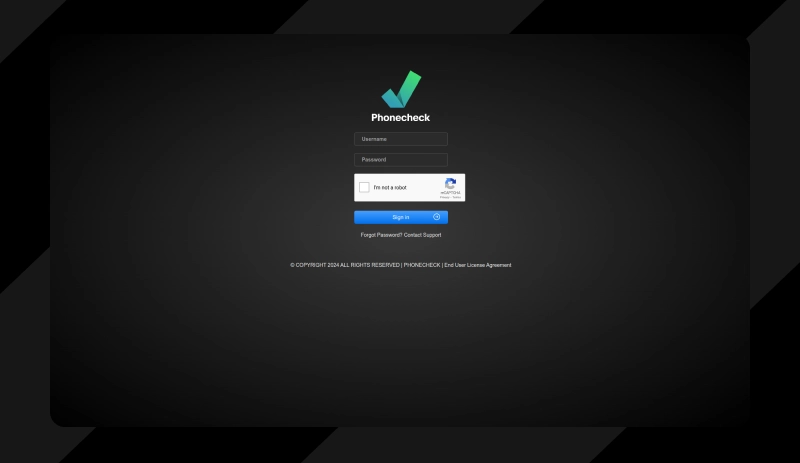 Phonecheck
Username
Password
I'm not a robot
reCAPTCHA
Privacy - Terms
Sign in
Forgot Password? Contact Support
© COPYRIGHT 2024 ALL RIGHTS RESERVED | PHONECHECK | End User License Agreement